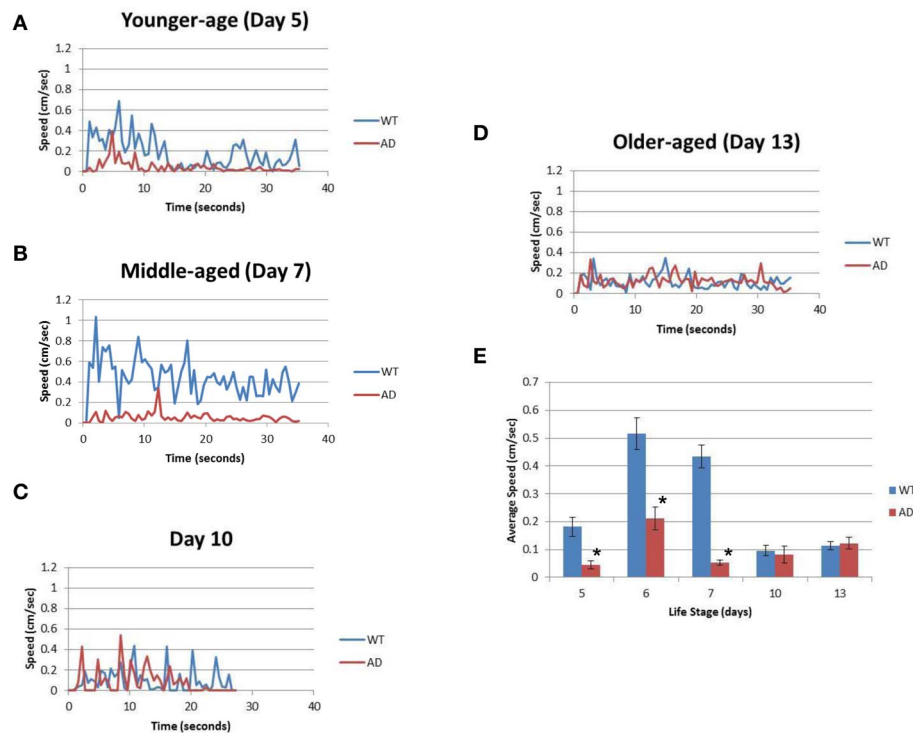 A
Younger-age (Day 5)
Speed (cm/sec)
1.2
1
0.8
0.6
0.4
0.2
0
0 10 20 30 40
Time (seconds)
WT
AD
B
Middle-aged (Day 7)
Speed (cm/sec)
1.2
1
0.8
0.6
0.4
0.2
0
0 10 20 30 40
Time (seconds)
WT
AD
C
Day 10
Speed (cm/sec)
1.2
1
0.8
0.6
0.4
0.2
0
0 10 20 30 40
Time (seconds)
WT
AD
D
Older-aged (Day 13)
Speed (cm/sec)
1.2
1
0.8
0.6
0.4
0.2
0
0 10 20 30 40
Time (seconds)
WT
AD
E
Average Speed (cm/sec)
0.7
0.6
0.5
0.4
0.3
0.2
0.1
0
* * *
5 6 7 10 13
Life Stage (days)
WT
AD